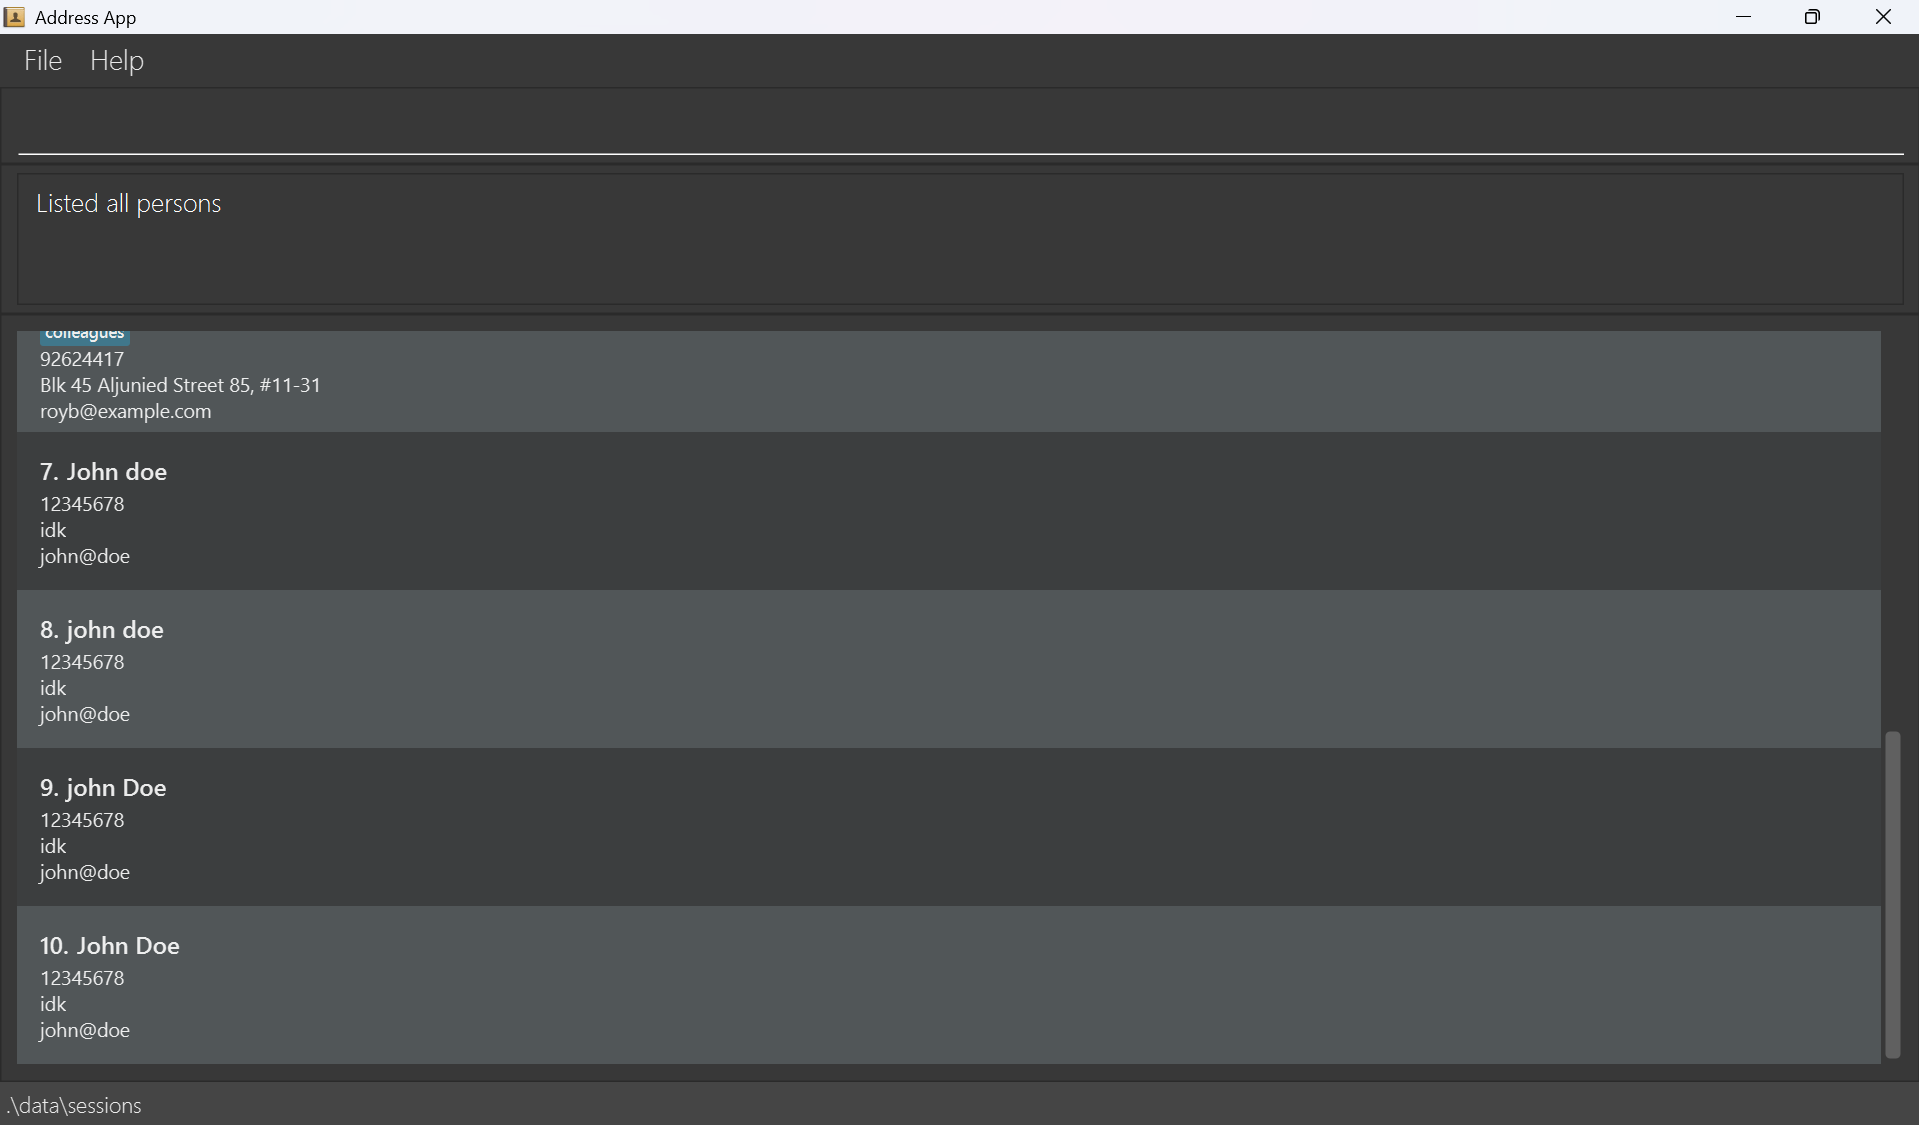 Address App
File Help
Listed all persons
colleagues
92624417
Blk 45 Aljunied Street 85, #11-31
royb@example.com
7. John doe
12345678
idk
john@doe
8. john doe
12345678
idk
john@doe
9. john Doe
12345678
idk
john@doe
10. John Doe
12345678
idk
john@doe
.\data\sessions